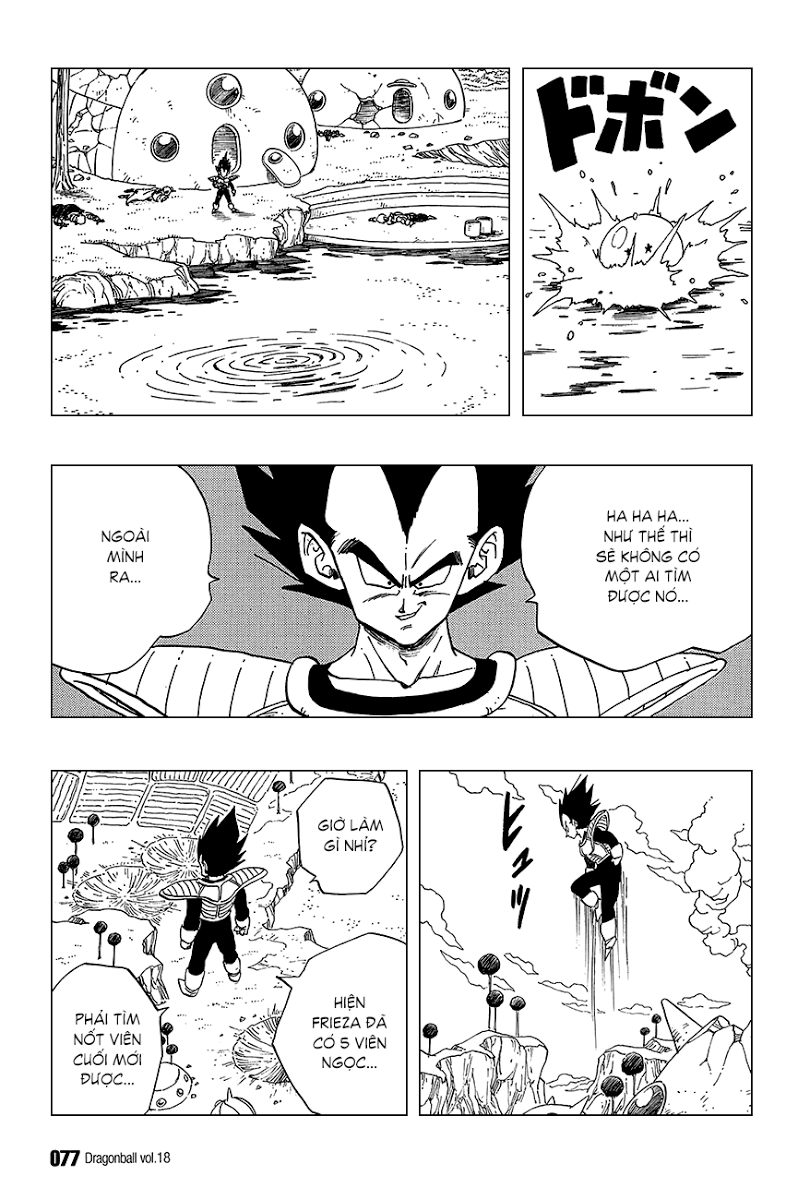 ドボン
HA HA HA...
NHƯ THẾ THÌ
SẼ KHÔNG CÓ
MỘT AI TÌM
ĐƯỢC NÓ...
NGOÀI
MÌNH
RA...
ヒュッ
GIỜ LÀM
GÌ NHỈ?
HIỆN
FRIEZA ĐÃ
CÓ 5 VIÊN
NGỌC...
PHẢI TÌM
NỐT VIÊN
CUỐI MỚI
ĐƯỢC...
077 Dragonball vol.18